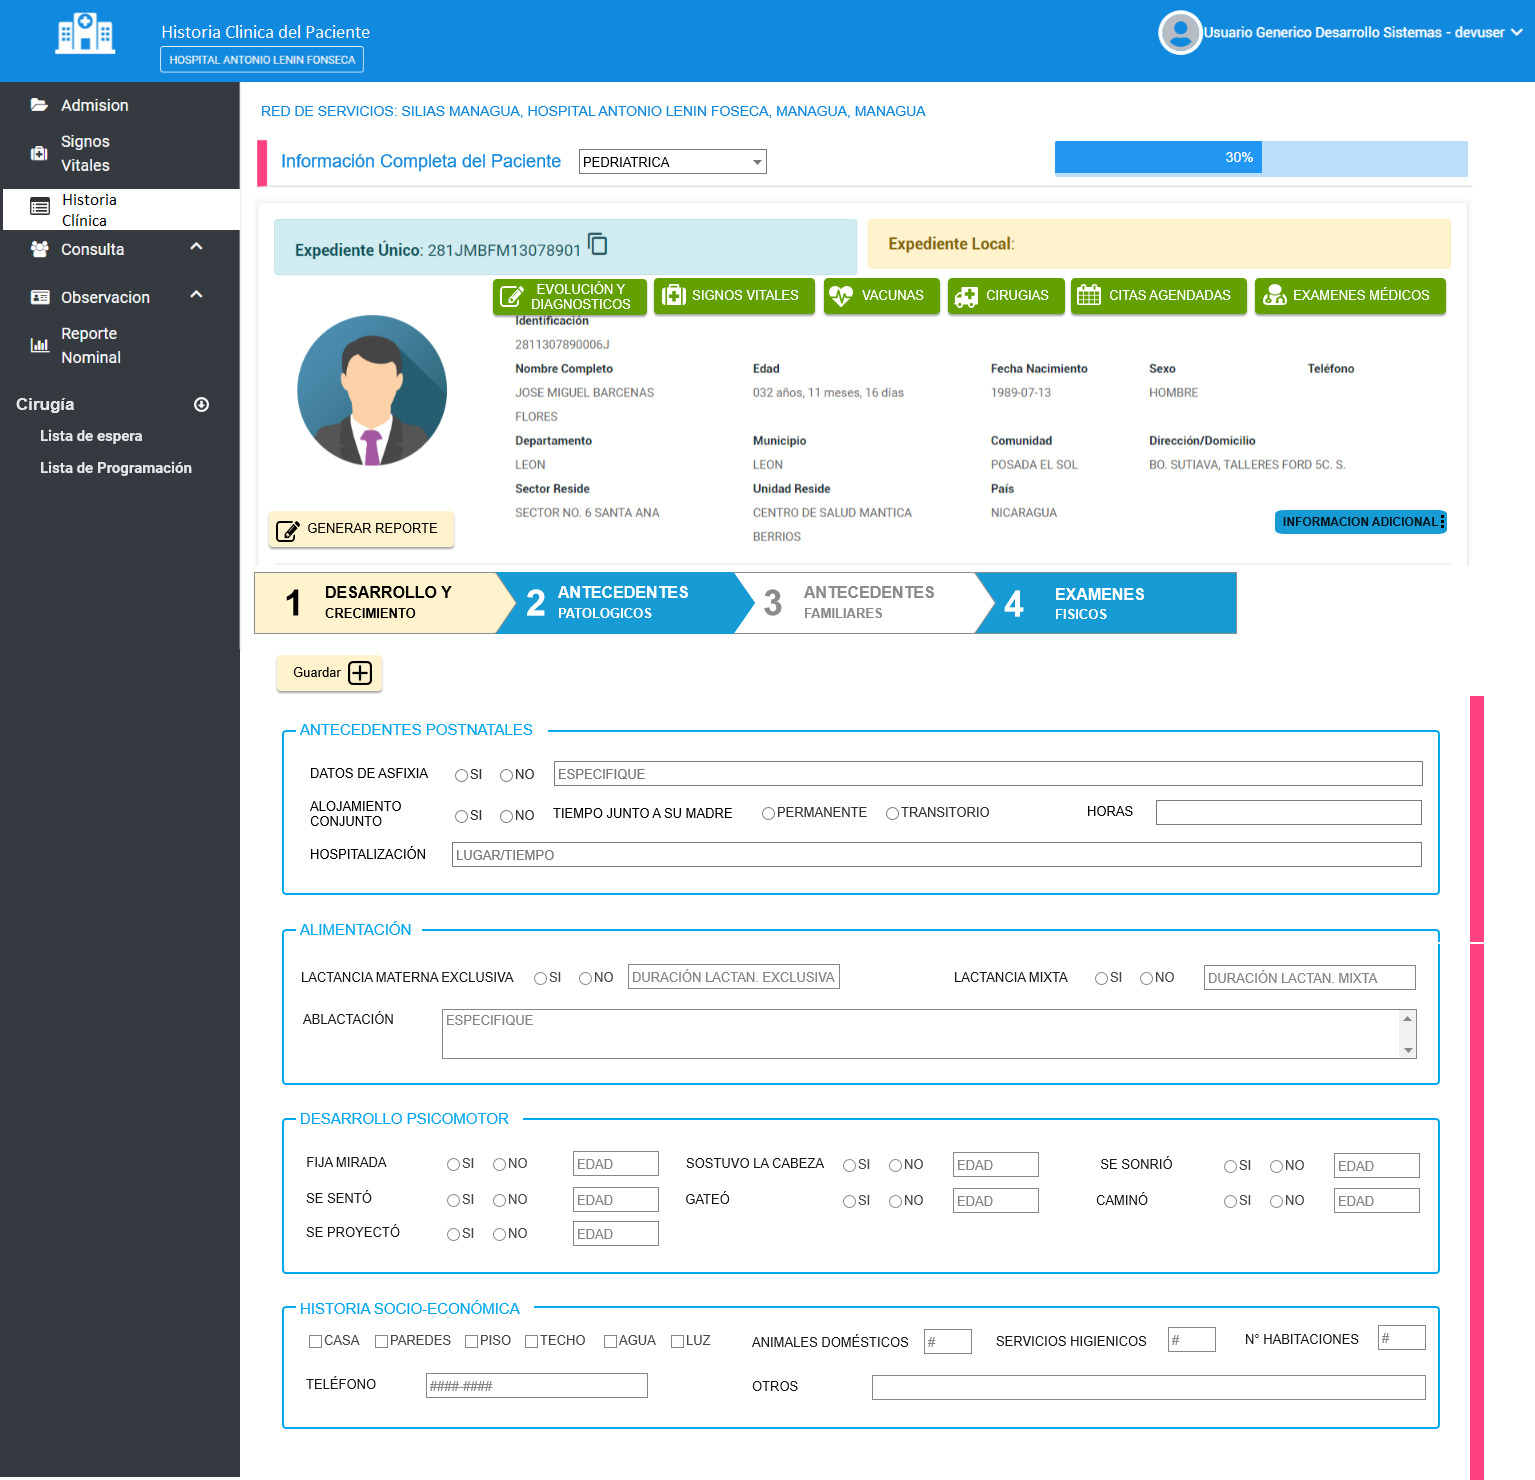 Historia Clinica del Paciente
HOSPITAL ANTONIO LENIN FONSECA
Usuario Generico Desarrollo Sistemas - devuser
Admision
Signos
Vitales
Historia
Clínica
Consulta
Observacion
Reporte
Nominal
Cirugía
Lista de espera
Lista de Programación
RED DE SERVICIOS: SILIAS MANAGUA, HOSPITAL ANTONIO LENIN FOSECA, MANAGUA, MANAGUA
Información Completa del Paciente
PEDRIATRICA
30%
Expediente Único: 281JMBFM13078901
Expediente Local:
EVOLUCIÓN Y
DIAGNOSTICOS
SIGNOS VITALES
VACUNAS
CIRUGIAS
CITAS AGENDADAS
EXAMENES MÉDICOS
Identificación
2811307890006J
Nombre Completo Edad Fecha Nacimiento Sexo Teléfono
JOSE MIGUEL BARCENAS 032 años, 11 meses, 16 días 1989-07-13 HOMBRE
FLORES
Departamento Municipio Comunidad Dirección/Domicilio
LEON LEON POSADA EL SOL BO. SUTIAVA, TALLERES FORD 5C. S.
Sector Reside Unidad Reside País
SECTOR NO. 6 SANTA ANA CENTRO DE SALUD MANTICA NICARAGUA
BERRIOS
GENERAR REPORTE
INFORMACION ADICIONAL
1 DESARROLLO Y
CRECIMIENTO
2 ANTECEDENTES
PATOLOGICOS
3 ANTECEDENTES
FAMILIARES
4 EXAMENES
FISICOS
Guardar
ANTECEDENTES POSTNATALES
DATOS DE ASFIXIA SI NO ESPECIFIQUE
ALOJAMIENTO
CONJUNTO SI NO TIEMPO JUNTO A SU MADRE PERMANENTE TRANSITORIO HORAS
HOSPITALIZACIÓN LUGAR/TIEMPO
ALIMENTACIÓN
LACTANCIA MATERNA EXCLUSIVA SI NO DURACIÓN LACTAN. EXCLUSIVA LACTANCIA MIXTA SI NO DURACIÓN LACTAN. MIXTA
ABLACTACIÓN ESPECIFIQUE
DESARROLLO PSICOMOTOR
FIJA MIRADA SI NO EDAD SOSTUVO LA CABEZA SI NO EDAD SE SONRIÓ SI NO EDAD
SE SENTÓ SI NO EDAD GATEÓ SI NO EDAD CAMINÓ SI NO EDAD
SE PROYECTÓ SI NO EDAD
HISTORIA SOCIO-ECONÓMICA
CASA PAREDES PISO TECHO AGUA LUZ ANIMALES DOMÉSTICOS # SERVICIOS HIGIENICOS # N° HABITACIONES #
TELÉFONO ####-#### OTROS